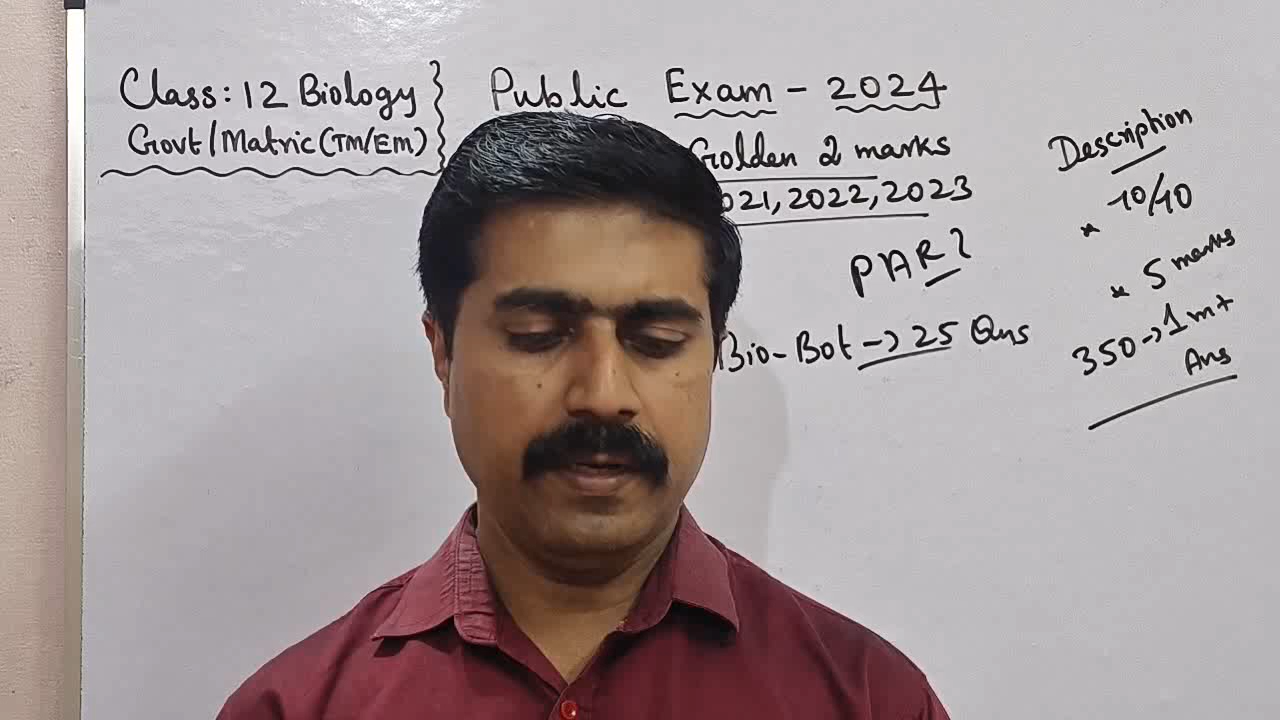 Class: 12 Biology } Public Exam - 2024
Govt/Matric (TM/EM)
Golden 2 marks
021, 2022, 2023
PAR
Bio-Bot → 25 Qns
Description
* 10/10
* 5 marks
350 → 1 m+
Ans